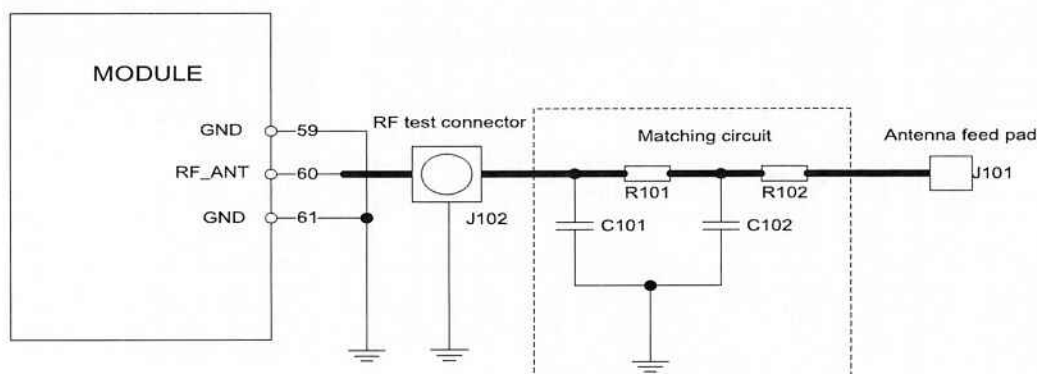 MODULE
GND
59
RF_ANT
60
GND
61
RF test connector
J102
Matching circuit
R101
R102
C101
C102
Antenna feed pad
J101